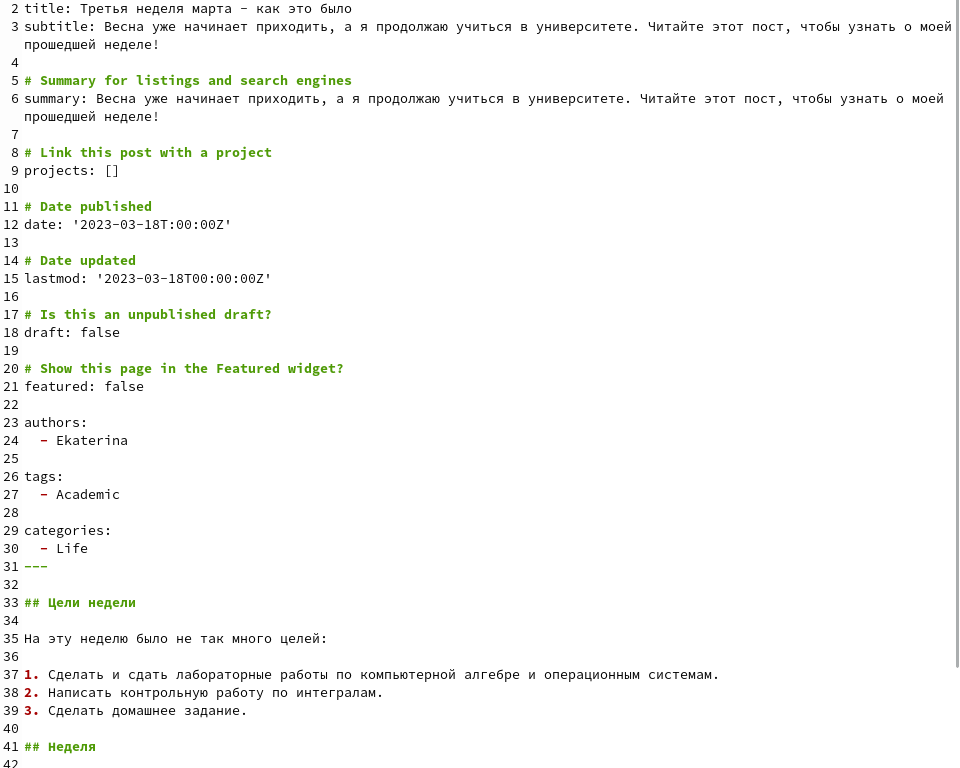 2 title: Третья неделя марта - как это было
3 subtitle: Весна уже начинает приходить, а я продолжаю учиться в университете. Читайте этот пост, чтобы узнать о моей
прошедшей неделе!
4
5 # Summary for listings and search engines
6 summary: Весна уже начинает приходить, а я продолжаю учиться в университете. Читайте этот пост, чтобы узнать о моей
прошедшей неделе!
7
8 # Link this post with a project
9 projects: []
10
11 # Date published
12 date: '2023-03-18T:00:00Z'
13
14 # Date updated
15 lastmod: '2023-03-18T00:00:00Z'
16
17 # Is this an unpublished draft?
18 draft: false
19
20 # Show this page in the Featured widget?
21 featured: false
22
23 authors:
24   - Ekaterina
25
26 tags:
27   - Academic
28
29 categories:
30   - Life
31 ---
32
33 ## Цели недели
34
35 На эту неделю было не так много целей:
36
37 1. Сделать и сдать лабораторные работы по компьютерной алгебре и операционным системам.
38 2. Написать контрольную работу по интегралам.
39 3. Сделать домашнее задание.
40
41 ## Неделя
42